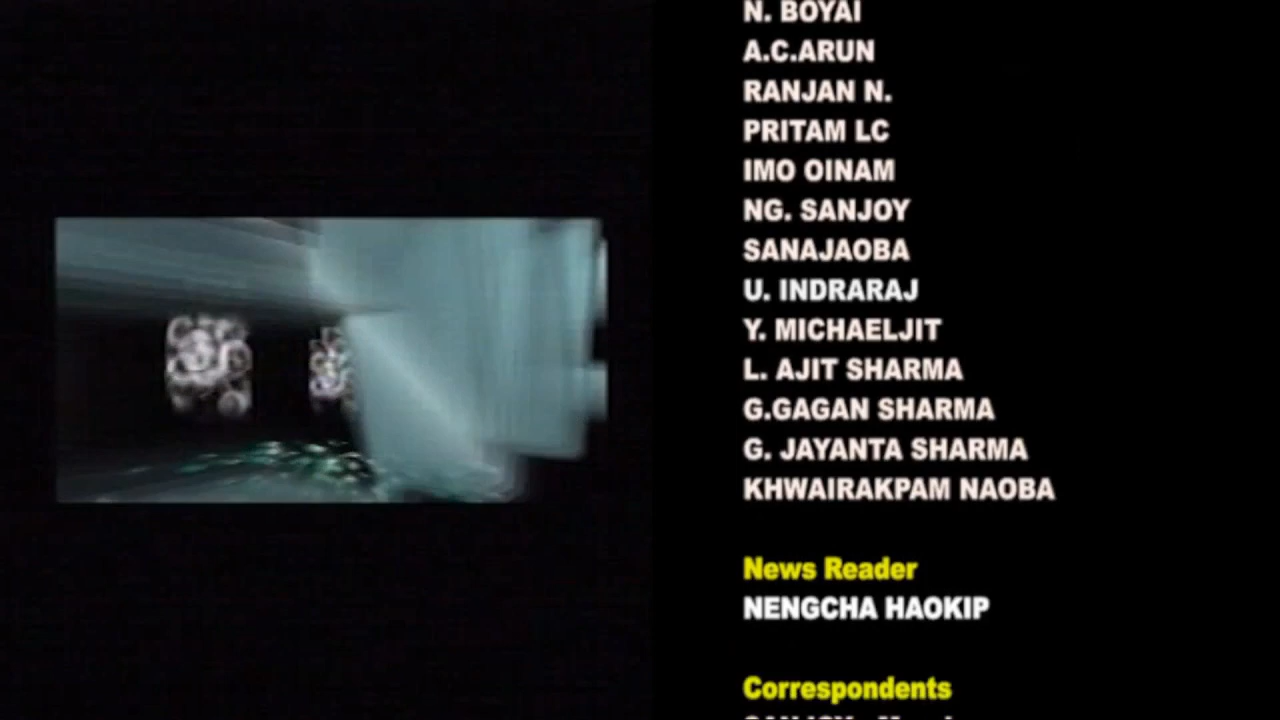 N. BOYAI
A.C.ARUN
RANJAN N.
PRITAM LC
IMO OINAM
NG. SANJOY
SANAJAOBA
U. INDRARAJ
Y. MICHAELJIT
L. AJIT SHARMA
G.GAGAN SHARMA
G. JAYANTA SHARMA
KHWAIRAKPAM NAOBA
News Reader
NENGCHA HAOKIP
Correspondents